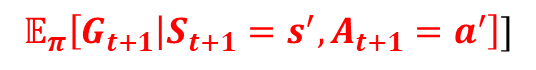 𝔼π[Gt+1|St+1 = s′, At+1 = a′]]